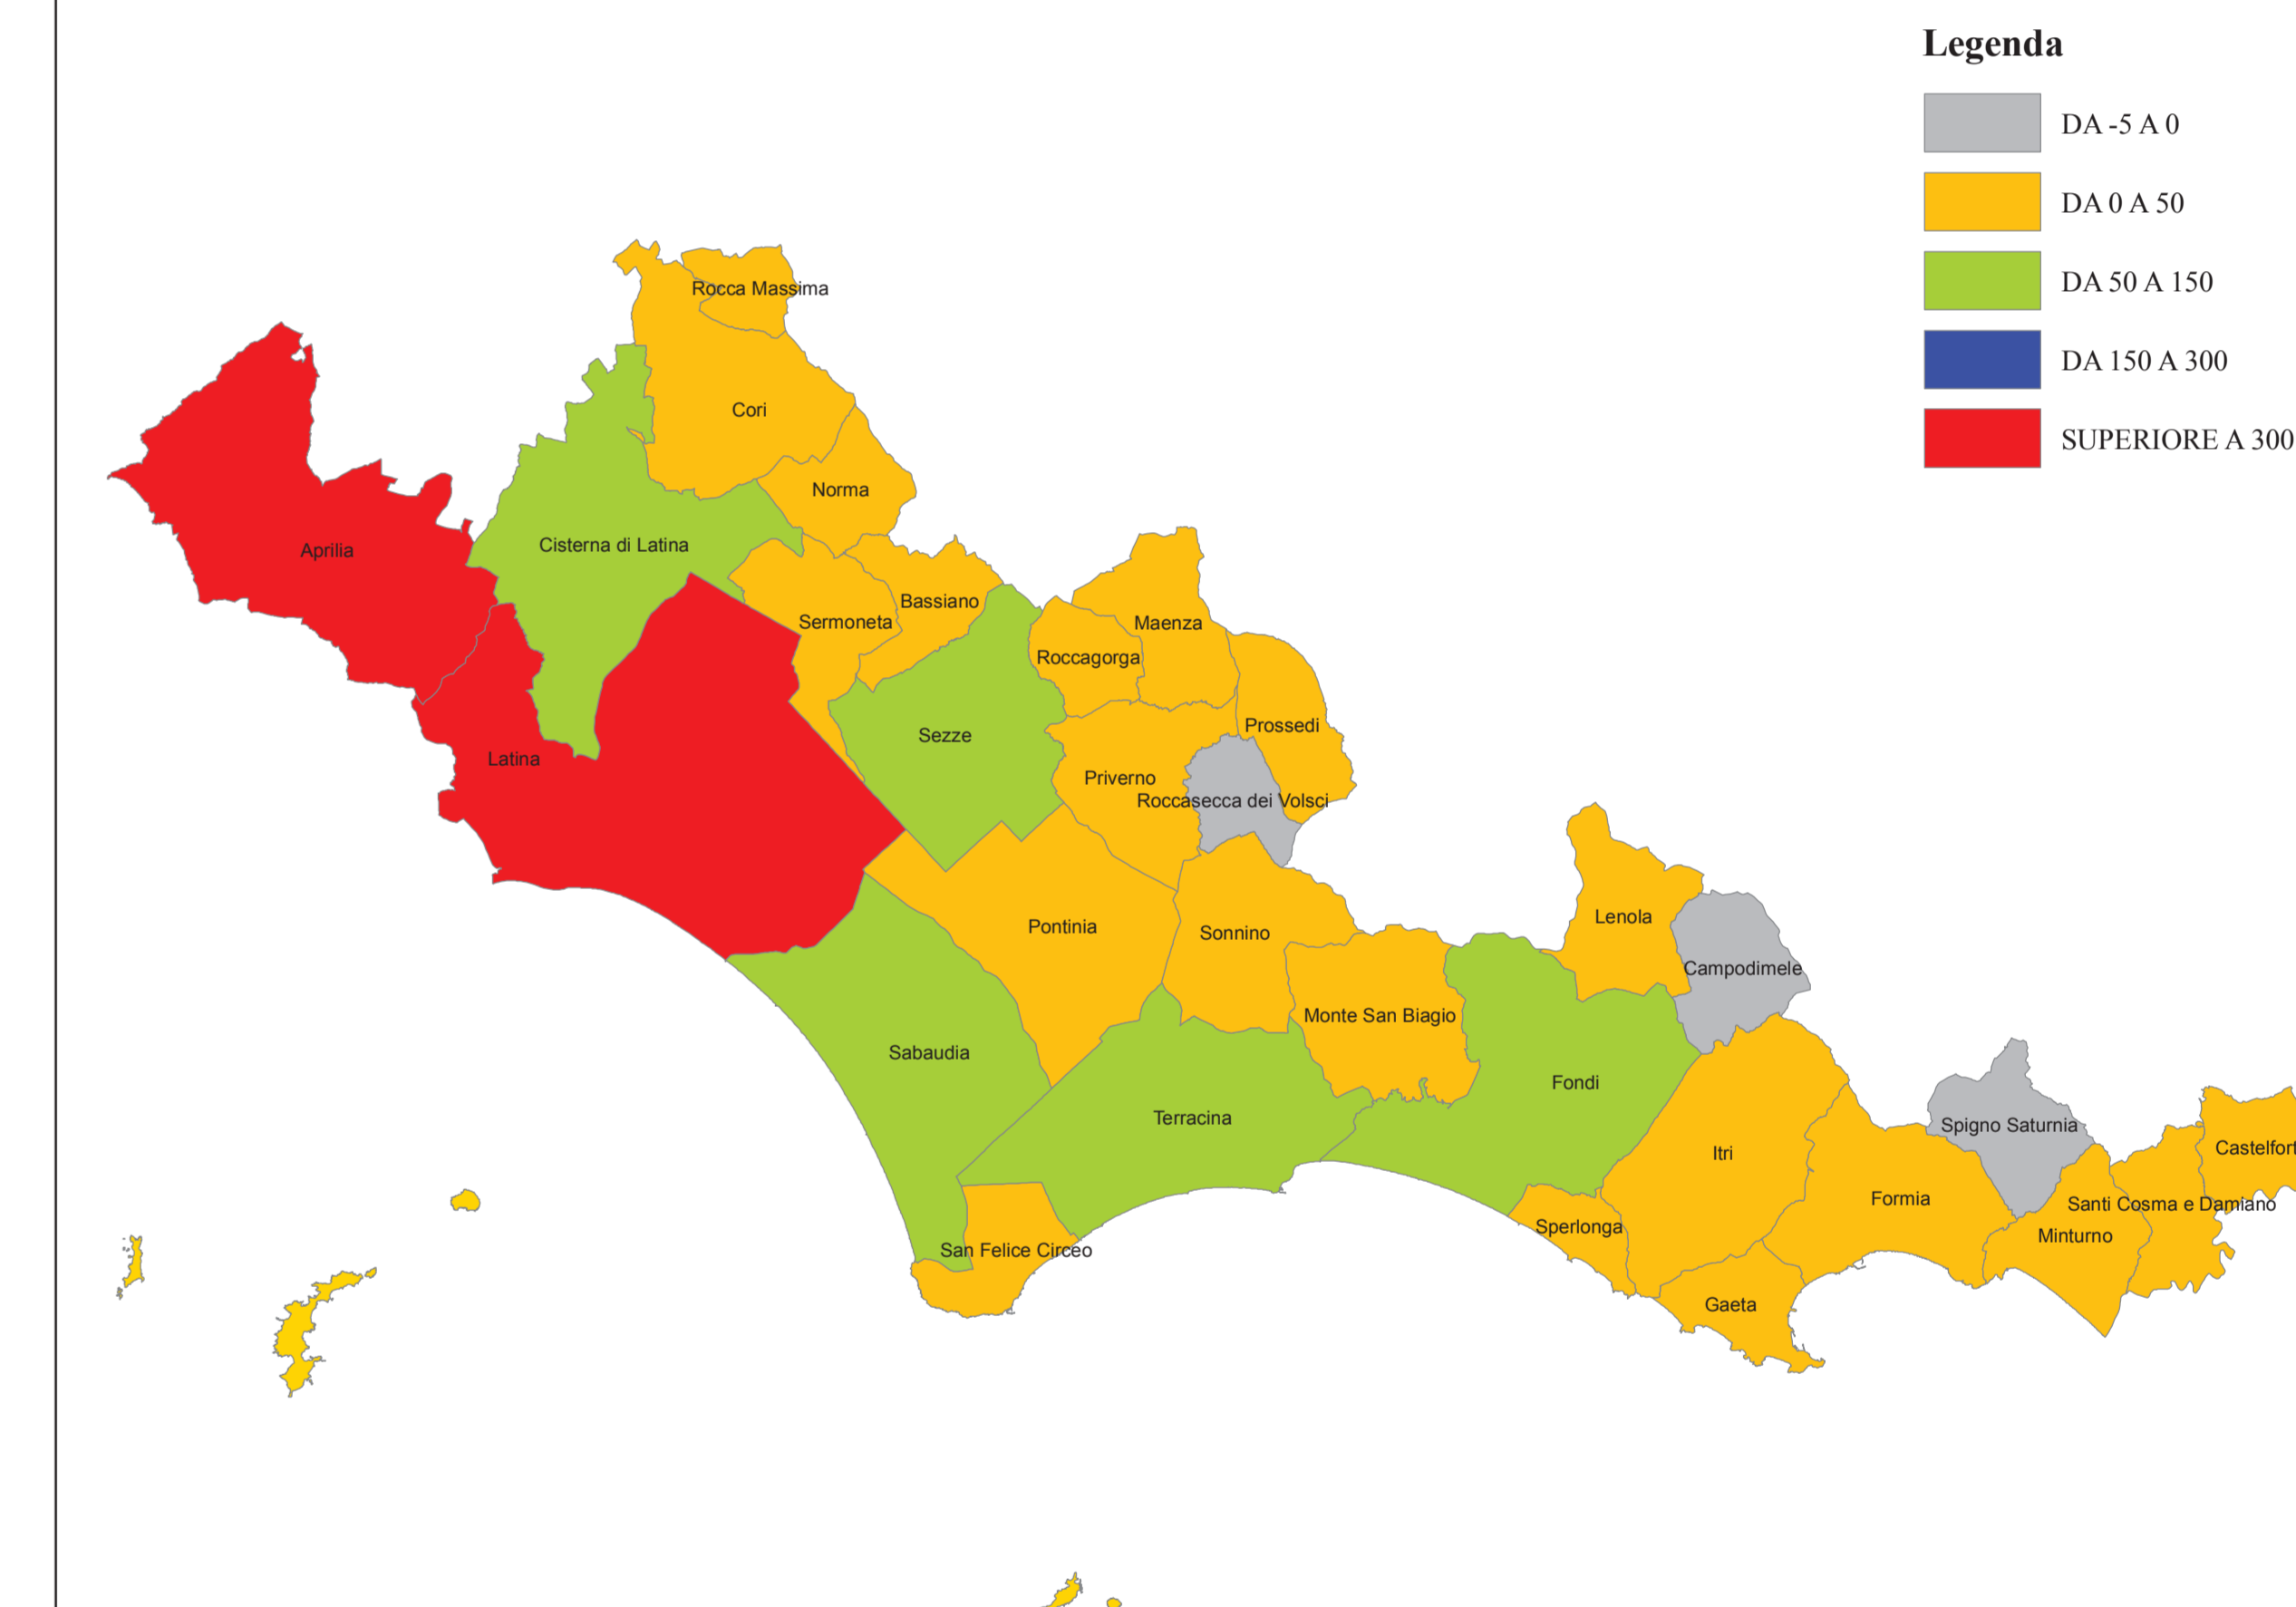 Legenda
DA -5 A 0
DA 0 A 50
DA 50 A 150
DA 150 A 300
SUPERIORE A 300
Rocca Massima
Cori
Norma
Aprilia
Cisterna di Latina
Bassiano
Sermoneta
Maenza
Roccagorga
Prossedi
Sezze
Latina
Priverno
Roccasecca dei Volsci
Lenola
Pontinia
Sonnino
Campodimele
Monte San Biagio
Sabaudia
Fondi
Terracina
Spigno Saturnia
Castelfort
Itri
Formia
Santi Cosma e Damiano
Sperlonga
Minturno
San Felice Circeo
Gaeta